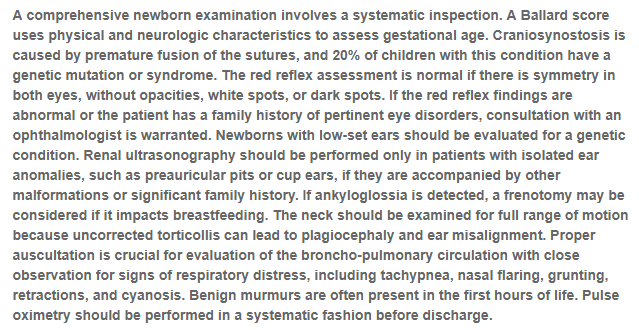 A comprehensive newborn examination involves a systematic inspection. A Ballard score
uses physical and neurologic characteristics to assess gestational age. Craniosynostosis is
caused by premature fusion of the sutures, and 20% of children with this condition have a
genetic mutation or syndrome. The red reflex assessment is normal if there is symmetry in
both eyes, without opacities, white spots, or dark spots. If the red reflex findings are
abnormal or the patient has a family history of pertinent eye disorders, consultation with an
ophthalmologist is warranted. Newborns with low-set ears should be evaluated for a genetic
condition. Renal ultrasonography should be performed only in patients with isolated ear
anomalies, such as preauricular pits or cup ears, if they are accompanied by other
malformations or significant family history. If ankyloglossia is detected, a frenotomy may be
considered if it impacts breastfeeding. The neck should be examined for full range of motion
because uncorrected torticollis can lead to plagiocephaly and ear misalignment. Proper
auscultation is crucial for evaluation of the broncho-pulmonary circulation with close
observation for signs of respiratory distress, including tachypnea, nasal flaring, grunting,
retractions, and cyanosis. Benign murmurs are often present in the first hours of life. Pulse
oximetry should be performed in a systematic fashion before discharge.